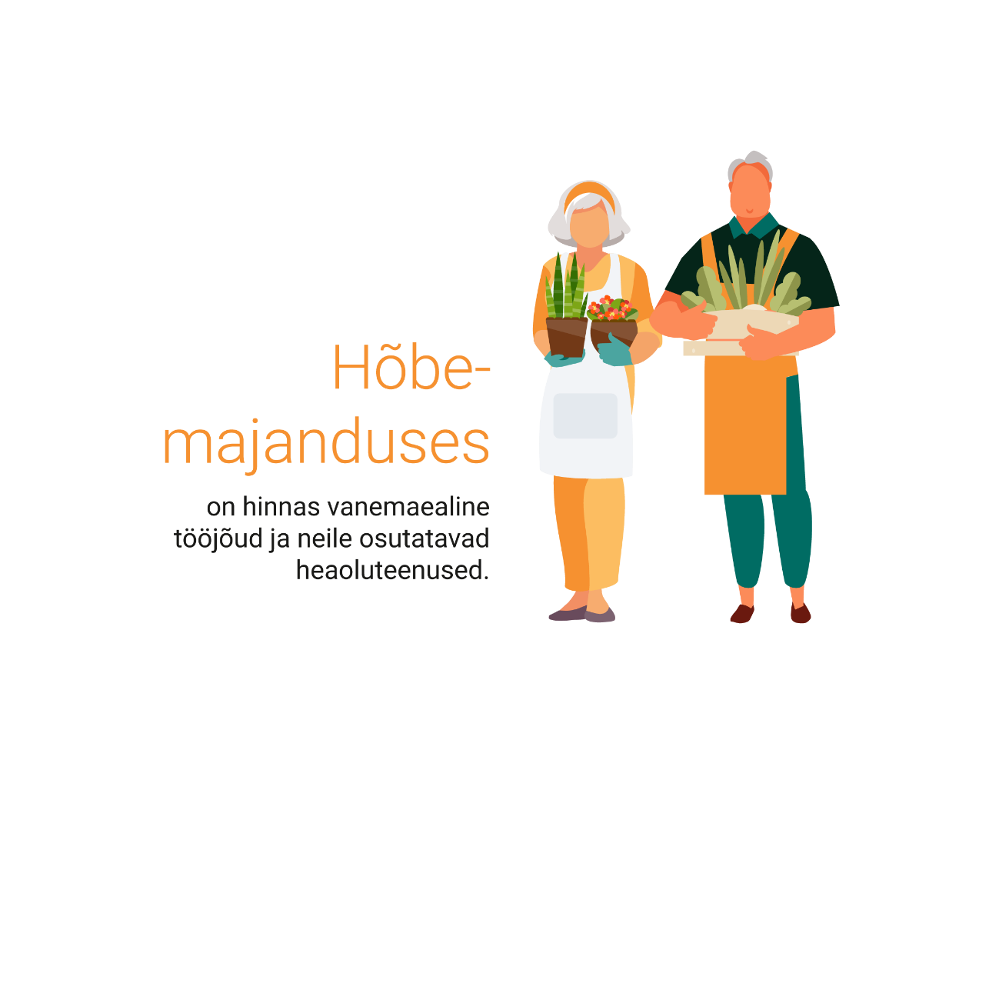 Hõbe-
majanduses
on hinnas vanemaealine
tööjõud ja neile osutatavad
heaoluteenused.